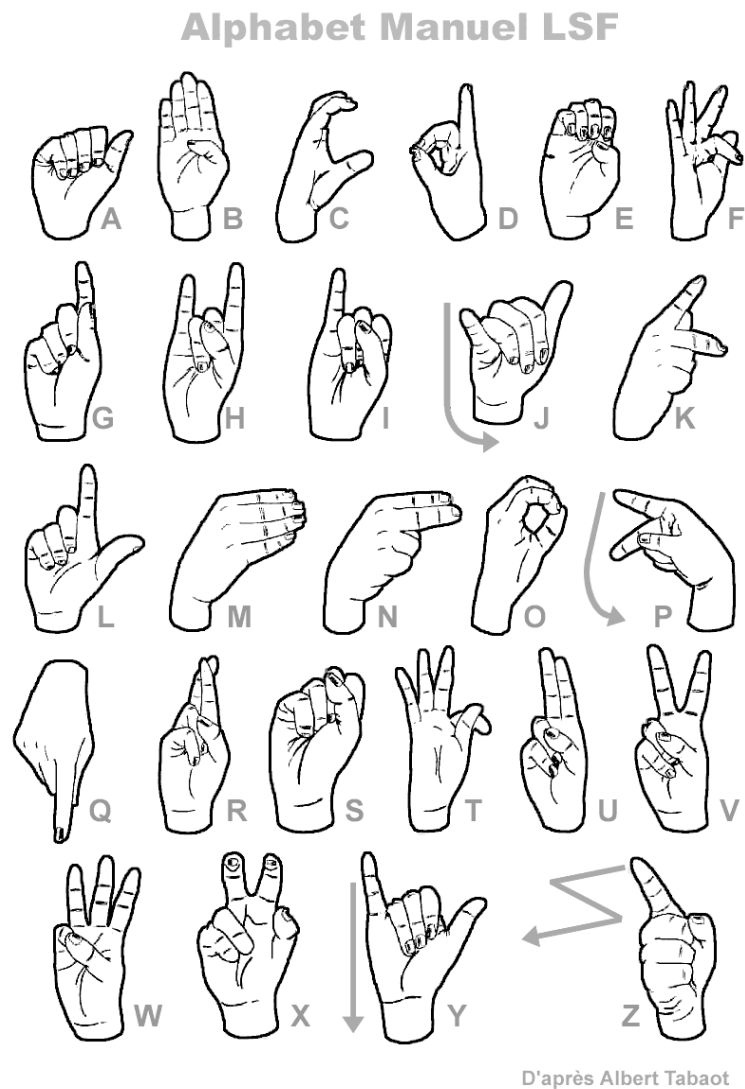 Alphabet Manuel LSF
A B C D E F
G H I J K
L M N O P
Q R S T U V
W X Y Z
D'après Albert Tabaot